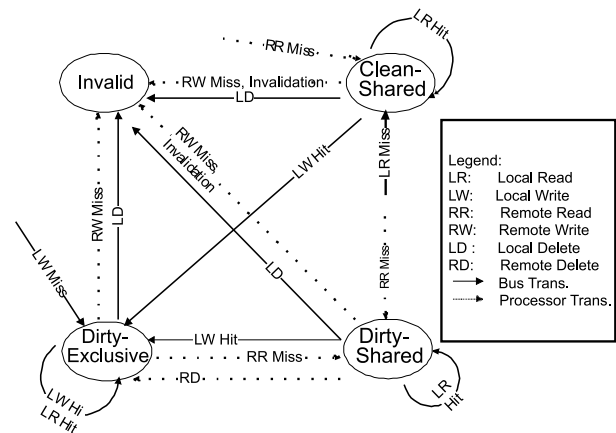 RR Miss
LR Hit
Invalid
Clean-
Shared
RW Miss, Invalidation
LD
RW Miss,
Invalidation
LR Miss
LW Hit
RW Miss
LD
LD
RR Miss
LW Miss
Dirty-
Exclusive
LW Hit
RR Miss
RD
Dirty-
Shared
LW Hi
LR Hit
LR
Hit
Legend:
LR: Local Read
LW: Local Write
RR: Remote Read
RW: Remote Write
LD : Local Delete
RD: Remote Delete
Bus Trans.
Processor Trans.